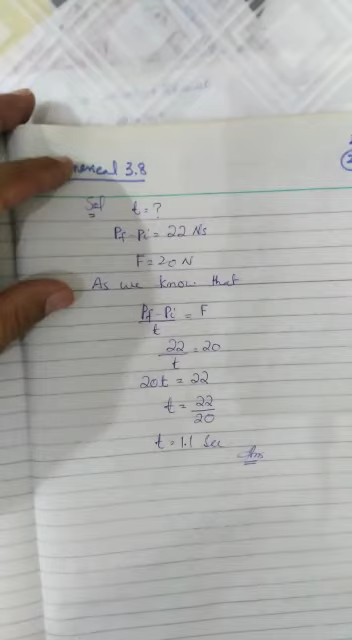 merical 3.8
Sol
t = ?
Pf - Pi = 22 Ns
F = 20 N
As we know that
Pf - Pi / t = F
22 / t = 20
20t = 22
t = 22 / 20
t = 1.1 Sec
Ans